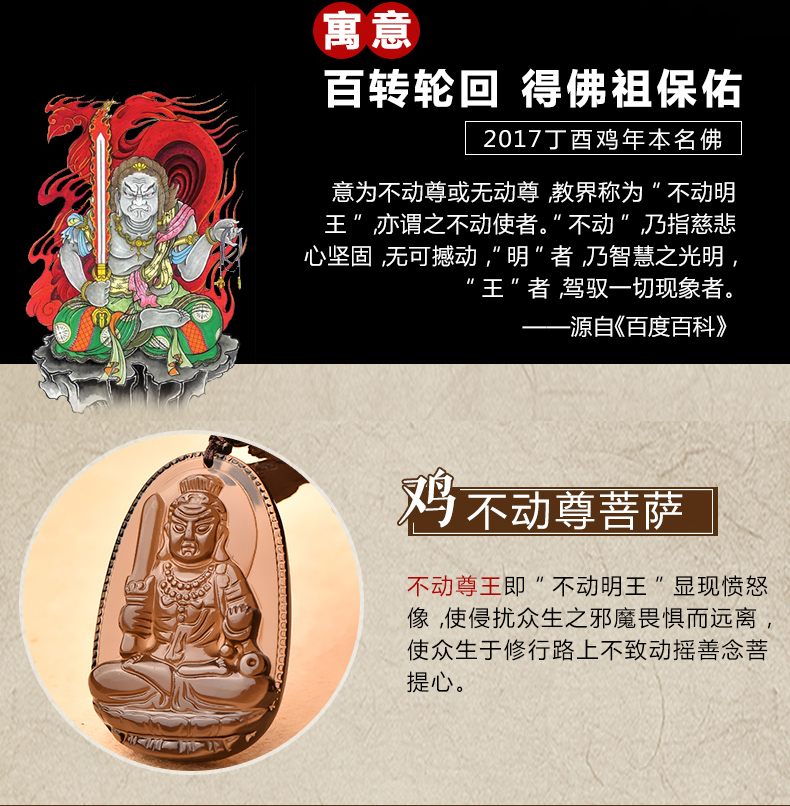 寓意
百转轮回 得佛祖保佑
2017丁酉鸡年本名佛
意为不动尊或无动尊,教界称为“不动明
王”,亦谓之不动使者。“不动”,乃指慈悲
心坚固,无可撼动,“明”者,乃智慧之光明,
“王”者,驾驭一切现象者。
——源自《百度百科》
鸡 不动尊菩萨
不动尊王即“不动明王”显现愤怒
像,使侵扰众生之邪魔畏惧而远离,
使众生于修行路上不致动摇善念菩
提心。